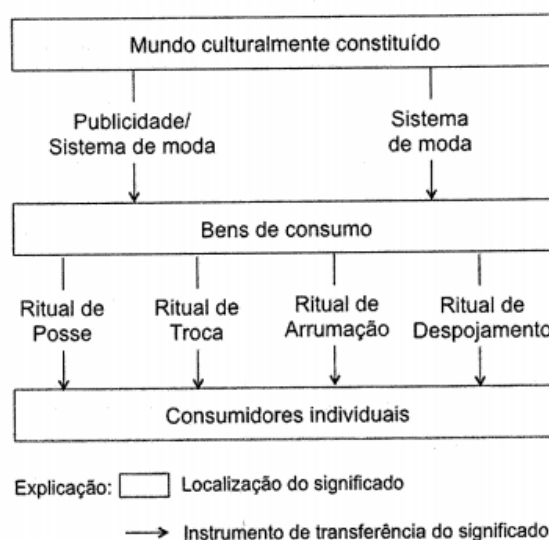 Mundo culturalmente constituído
Publicidade/
Sistema de moda
Sistema
de moda
Bens de consumo
Ritual de
Posse
Ritual de
Troca
Ritual de
Arrumação
Ritual de
Despojamento
Consumidores individuais
Explicação:
Localização do significado
Instrumento de transferência do significado